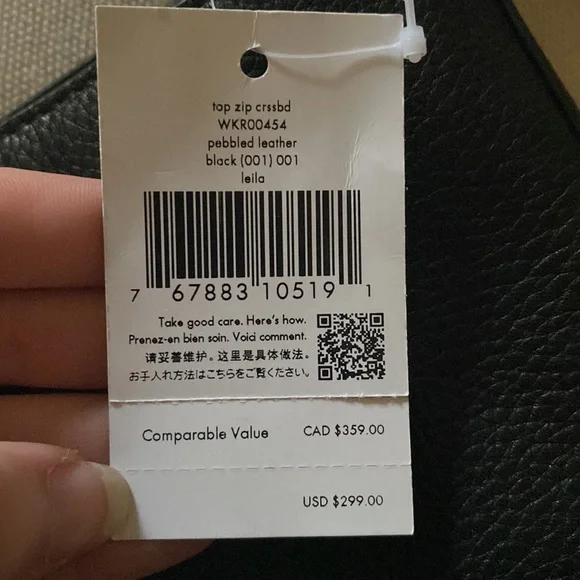 top zip crssbd
WKR00454
pebbled leather
black (001) 001
leila
7 67883 10519 1
Take good care. Here's how.
Prenez-en bien soin. Voici comment.
请妥善维护。这里是具体做法。
お手入れ方法はこちらをご覧ください。
Comparable Value CAD $359.00
USD $299.00